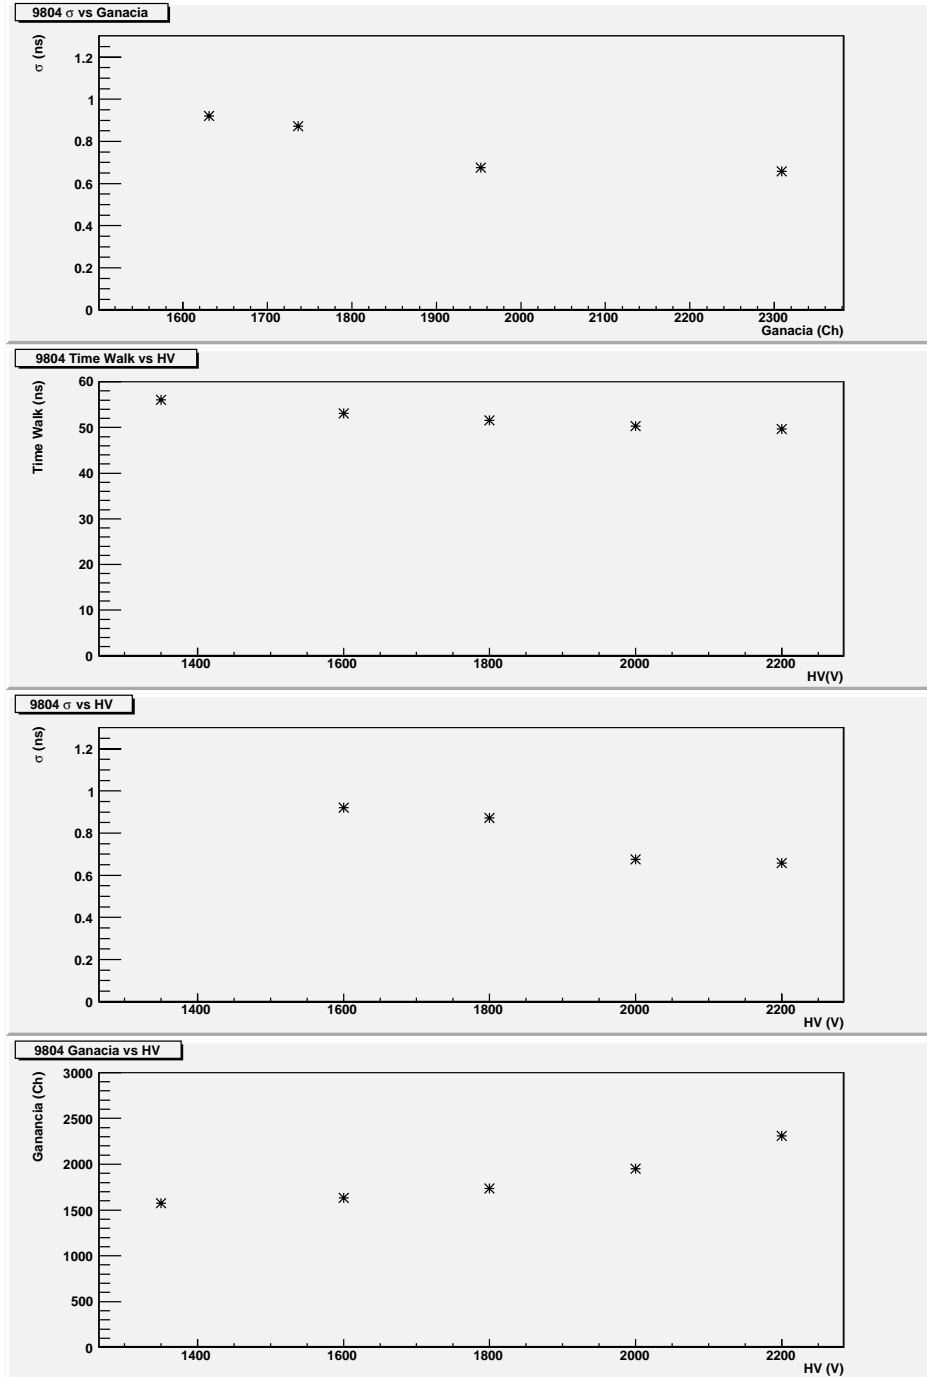 9804 σ vs Ganacia
σ (ns)
1.2
1
0.8
0.6
0.4
0.2
0
1600 1700 1800 1900 2000 2100 2200 2300
Ganacia (Ch)
9804 Time Walk vs HV
Time Walk (ns)
60
50
40
30
20
10
0
1400 1600 1800 2000 2200
HV(V)
9804 σ vs HV
σ (ns)
1.2
1
0.8
0.6
0.4
0.2
0
1400 1600 1800 2000 2200
HV (V)
9804 Ganacia vs HV
Ganancia (Ch)
3000
2500
2000
1500
1000
500
0
1400 1600 1800 2000 2200
HV (V)